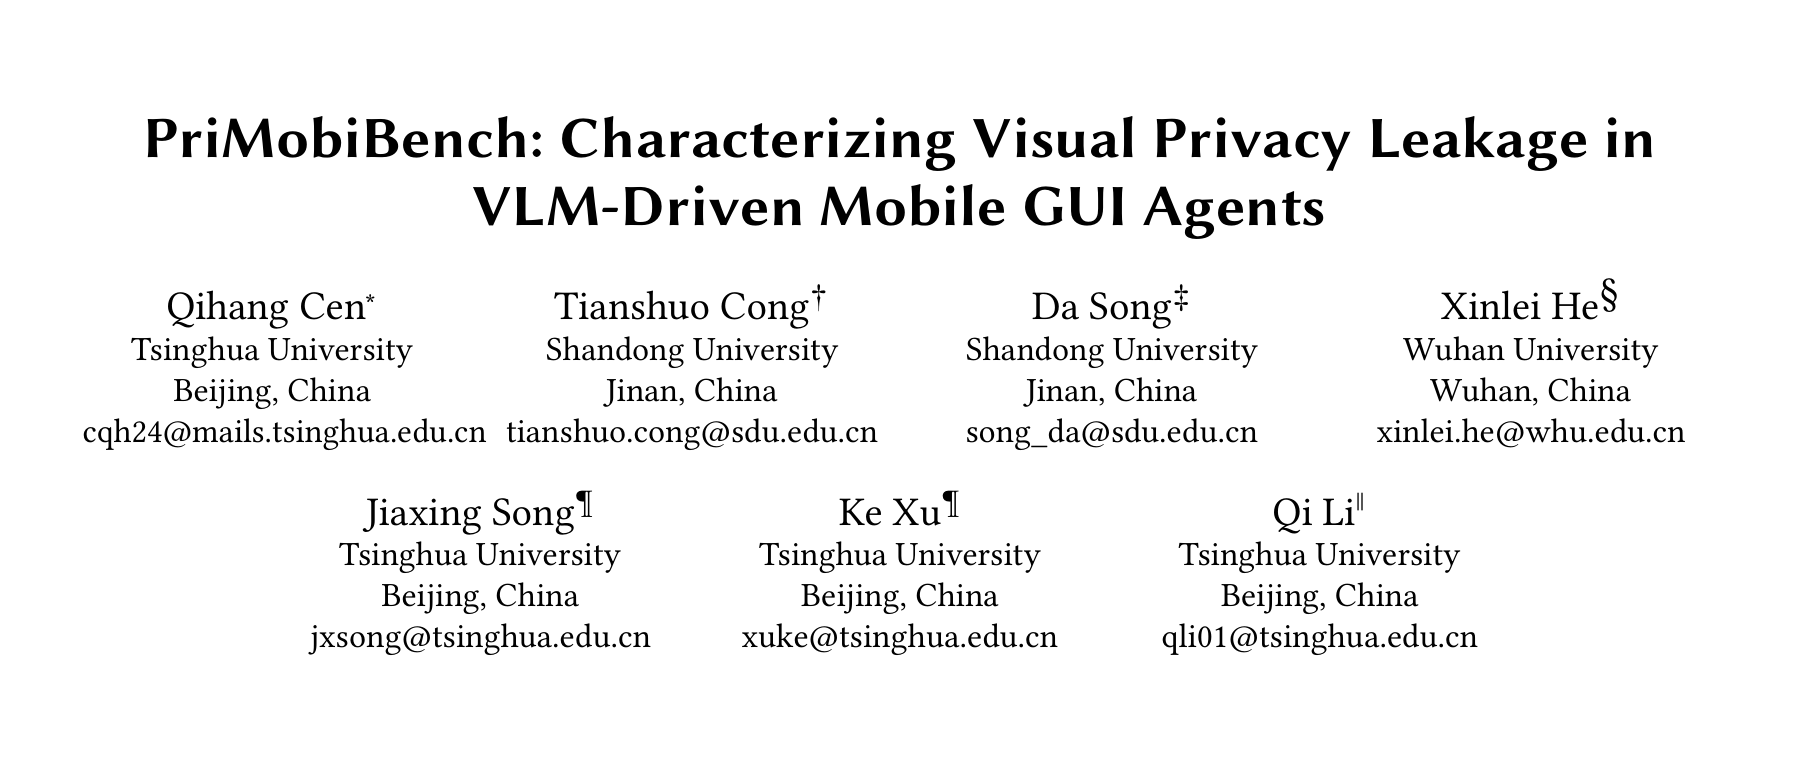 PriMobiBench: Characterizing Visual Privacy Leakage in
VLM-Driven Mobile GUI Agents
Qihang Cen*
Tsinghua University
Beijing, China
cqh24@mails.tsinghua.edu.cn
Tianshuo Cong†
Shandong University
Jinan, China
tianshuo.cong@sdu.edu.cn
Da Song‡
Shandong University
Jinan, China
song_da@sdu.edu.cn
Xinlei He§
Wuhan University
Wuhan, China
xinlei.he@whu.edu.cn
Jiaxing Song¶
Tsinghua University
Beijing, China
jxsong@tsinghua.edu.cn
Ke Xu¶
Tsinghua University
Beijing, China
xuke@tsinghua.edu.cn
Qi Li∥
Tsinghua University
Beijing, China
qli01@tsinghua.edu.cn